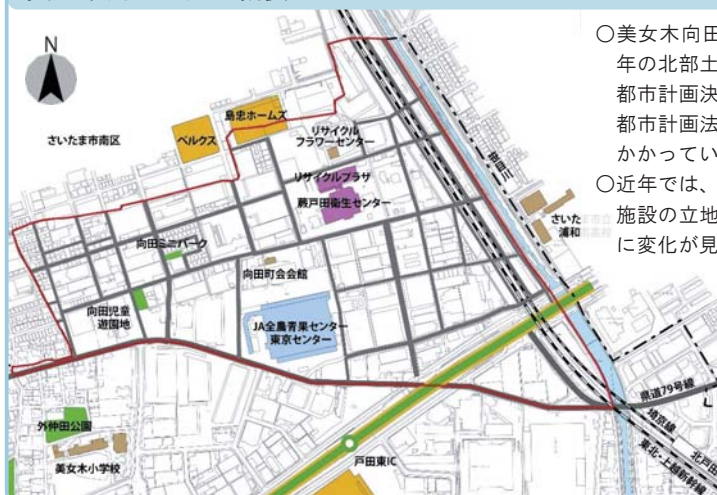 N
さいたま市南区
ベルクス
島忠ホームズ
リサイクル
フラワーセンター
リサイクルプラザ
蕨戸田衛生センター
向田ミニパーク
向田町会会館
向田児童
遊園地
JA全農青果センター
東京センター
外仲田公園
美女木小学校
戸田東IC
笹目川
さいた
浦和
県道79号線
埼京線
東北・上越新幹線
北戸田
○美女木向田
年の北部土
都市計画決
都市計画法
かかってい
○近年では、
施設の立地
に変化が見